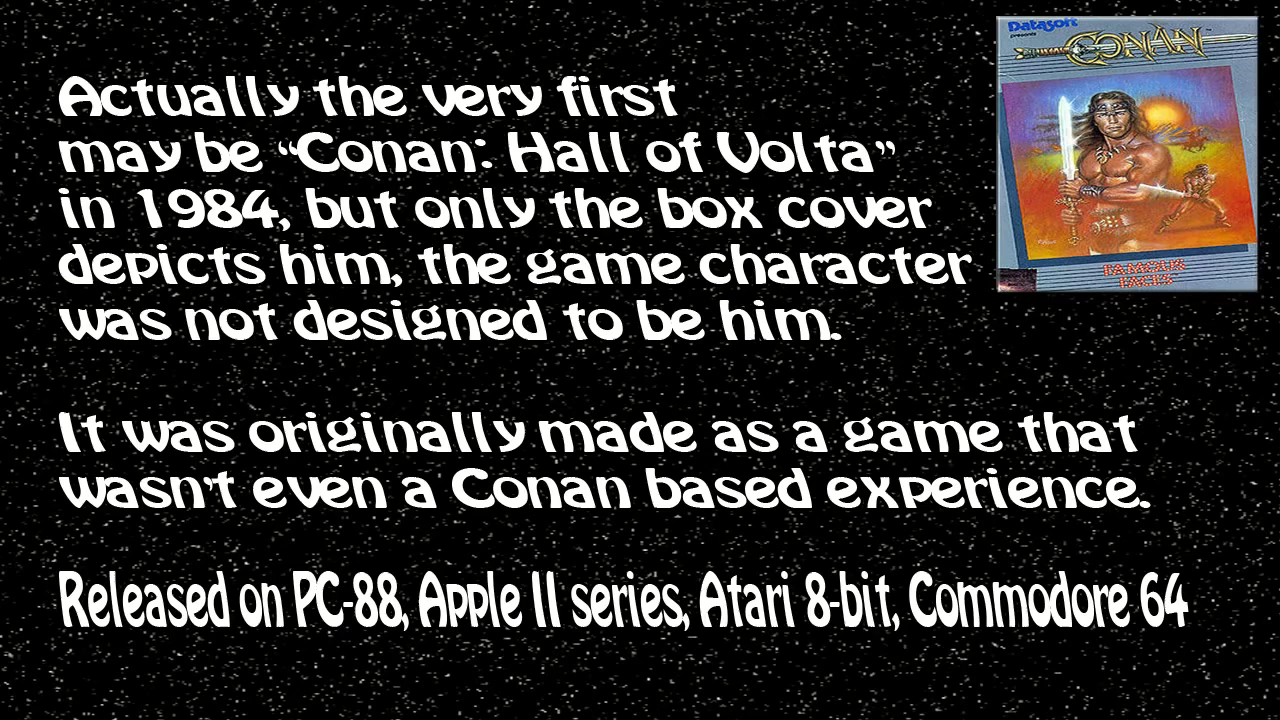 Datasoft
presents
CONAN
FAMOUS
FACES
Actually the very first
may be “Conan: Hall of Volta”
in 1984, but only the box cover
depicts him, the game character
was not designed to be him.
It was originally made as a game that
wasn't even a Conan based experience.
Released on PC-88, Apple II series, Atari 8-bit, Commodore 64